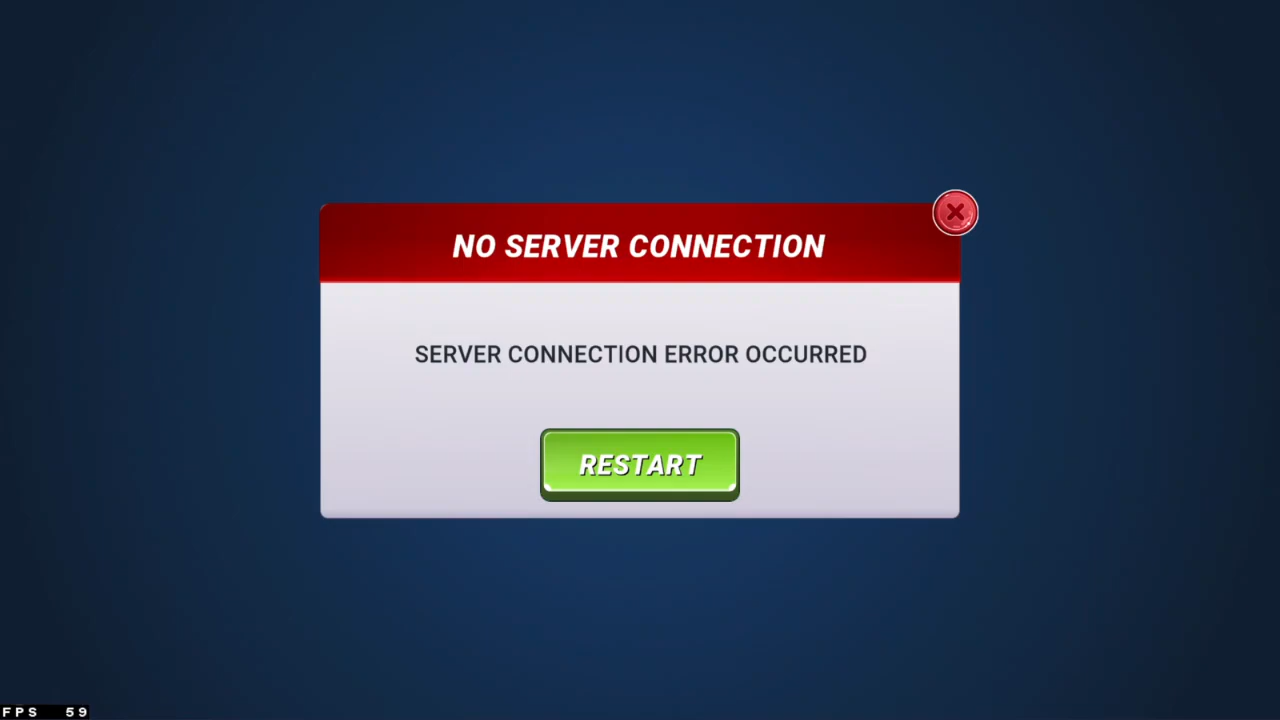 NO SERVER CONNECTION
SERVER CONNECTION ERROR OCCURRED
RESTART
FPS 59